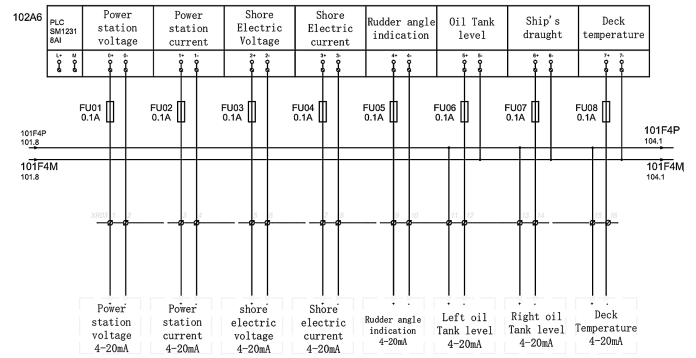 102A6
PLC
SM1231
8AI
Power
station
voltage
Power
station
current
Shore
Electric
Voltage
Shore
Electric
current
Rudder angle
indication
Oil Tank
level
Ship's
draught
Deck
temperature
L+ M 0+ 0- 1+ 1- 2+ 2- 3+ 3- 4+ 4- 5+ 5- 6+ 6- 7+ 7-
FU01
0.1A
FU02
0.1A
FU03
0.1A
FU04
0.1A
FU05
0.1A
FU06
0.1A
FU07
0.1A
FU08
0.1A
101F4P
101.8
101F4P
104.1
101F4M
101.8
101F4M
104.1
+ - + - + - + - + - + - + - + -
Power
station
voltage
4-20mA
Power
station
current
4-20mA
shore
electric
voltage
4-20mA
Shore
electric
current
4-20mA
Rudder angle
indication
4-20mA
Left oil
Tank level
4-20mA
Right oil
Tank level
4-20mA
Deck
Temperature
4-20mA